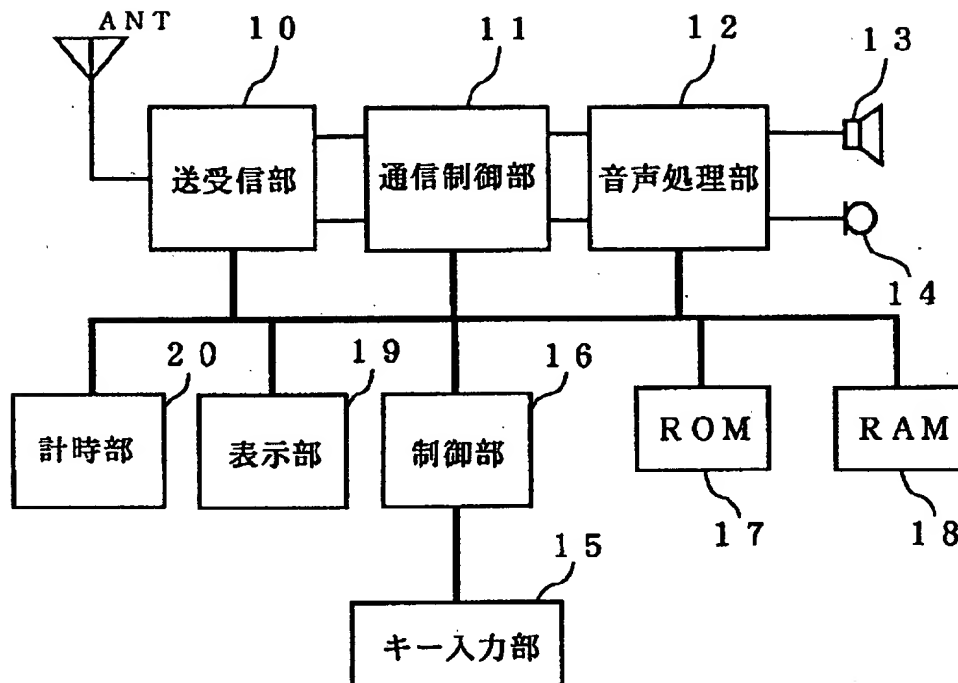 ANT
10
11
12
13
送受信部
通信制御部
音声処理部
14
20
19
16
計時部
表示部
制御部
ROM
RAM
17
18
15
キー入力部